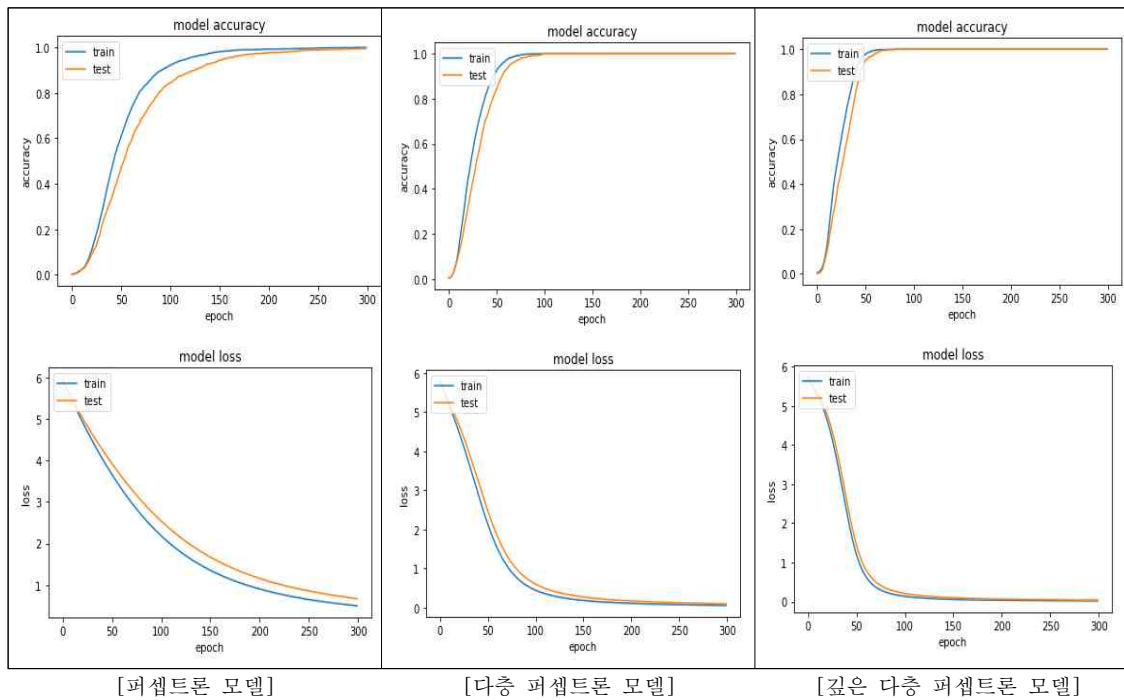 model accuracy
train
test
1.0
0.8
0.6
0.4
0.2
0.0
accuracy
0 50 100 150 200 250 300
epoch
model accuracy
train
test
1.0
0.8
0.6
0.4
0.2
0.0
accuracy
0 50 100 150 200 250 300
epoch
model accuracy
train
test
1.0
0.8
0.6
0.4
0.2
0.0
accuracy
0 50 100 150 200 250 300
epoch
model loss
train
test
6
5
4
3
2
1
loss
0 50 100 150 200 250 300
epoch
model loss
train
test
6
5
4
3
2
1
0
loss
0 50 100 150 200 250 300
epoch
model loss
train
test
6
5
4
3
2
1
0
loss
0 50 100 150 200 250 300
epoch
[퍼셉트론 모델]
[다층 퍼셉트론 모델]
[깊은 다층 퍼셉트론 모델]